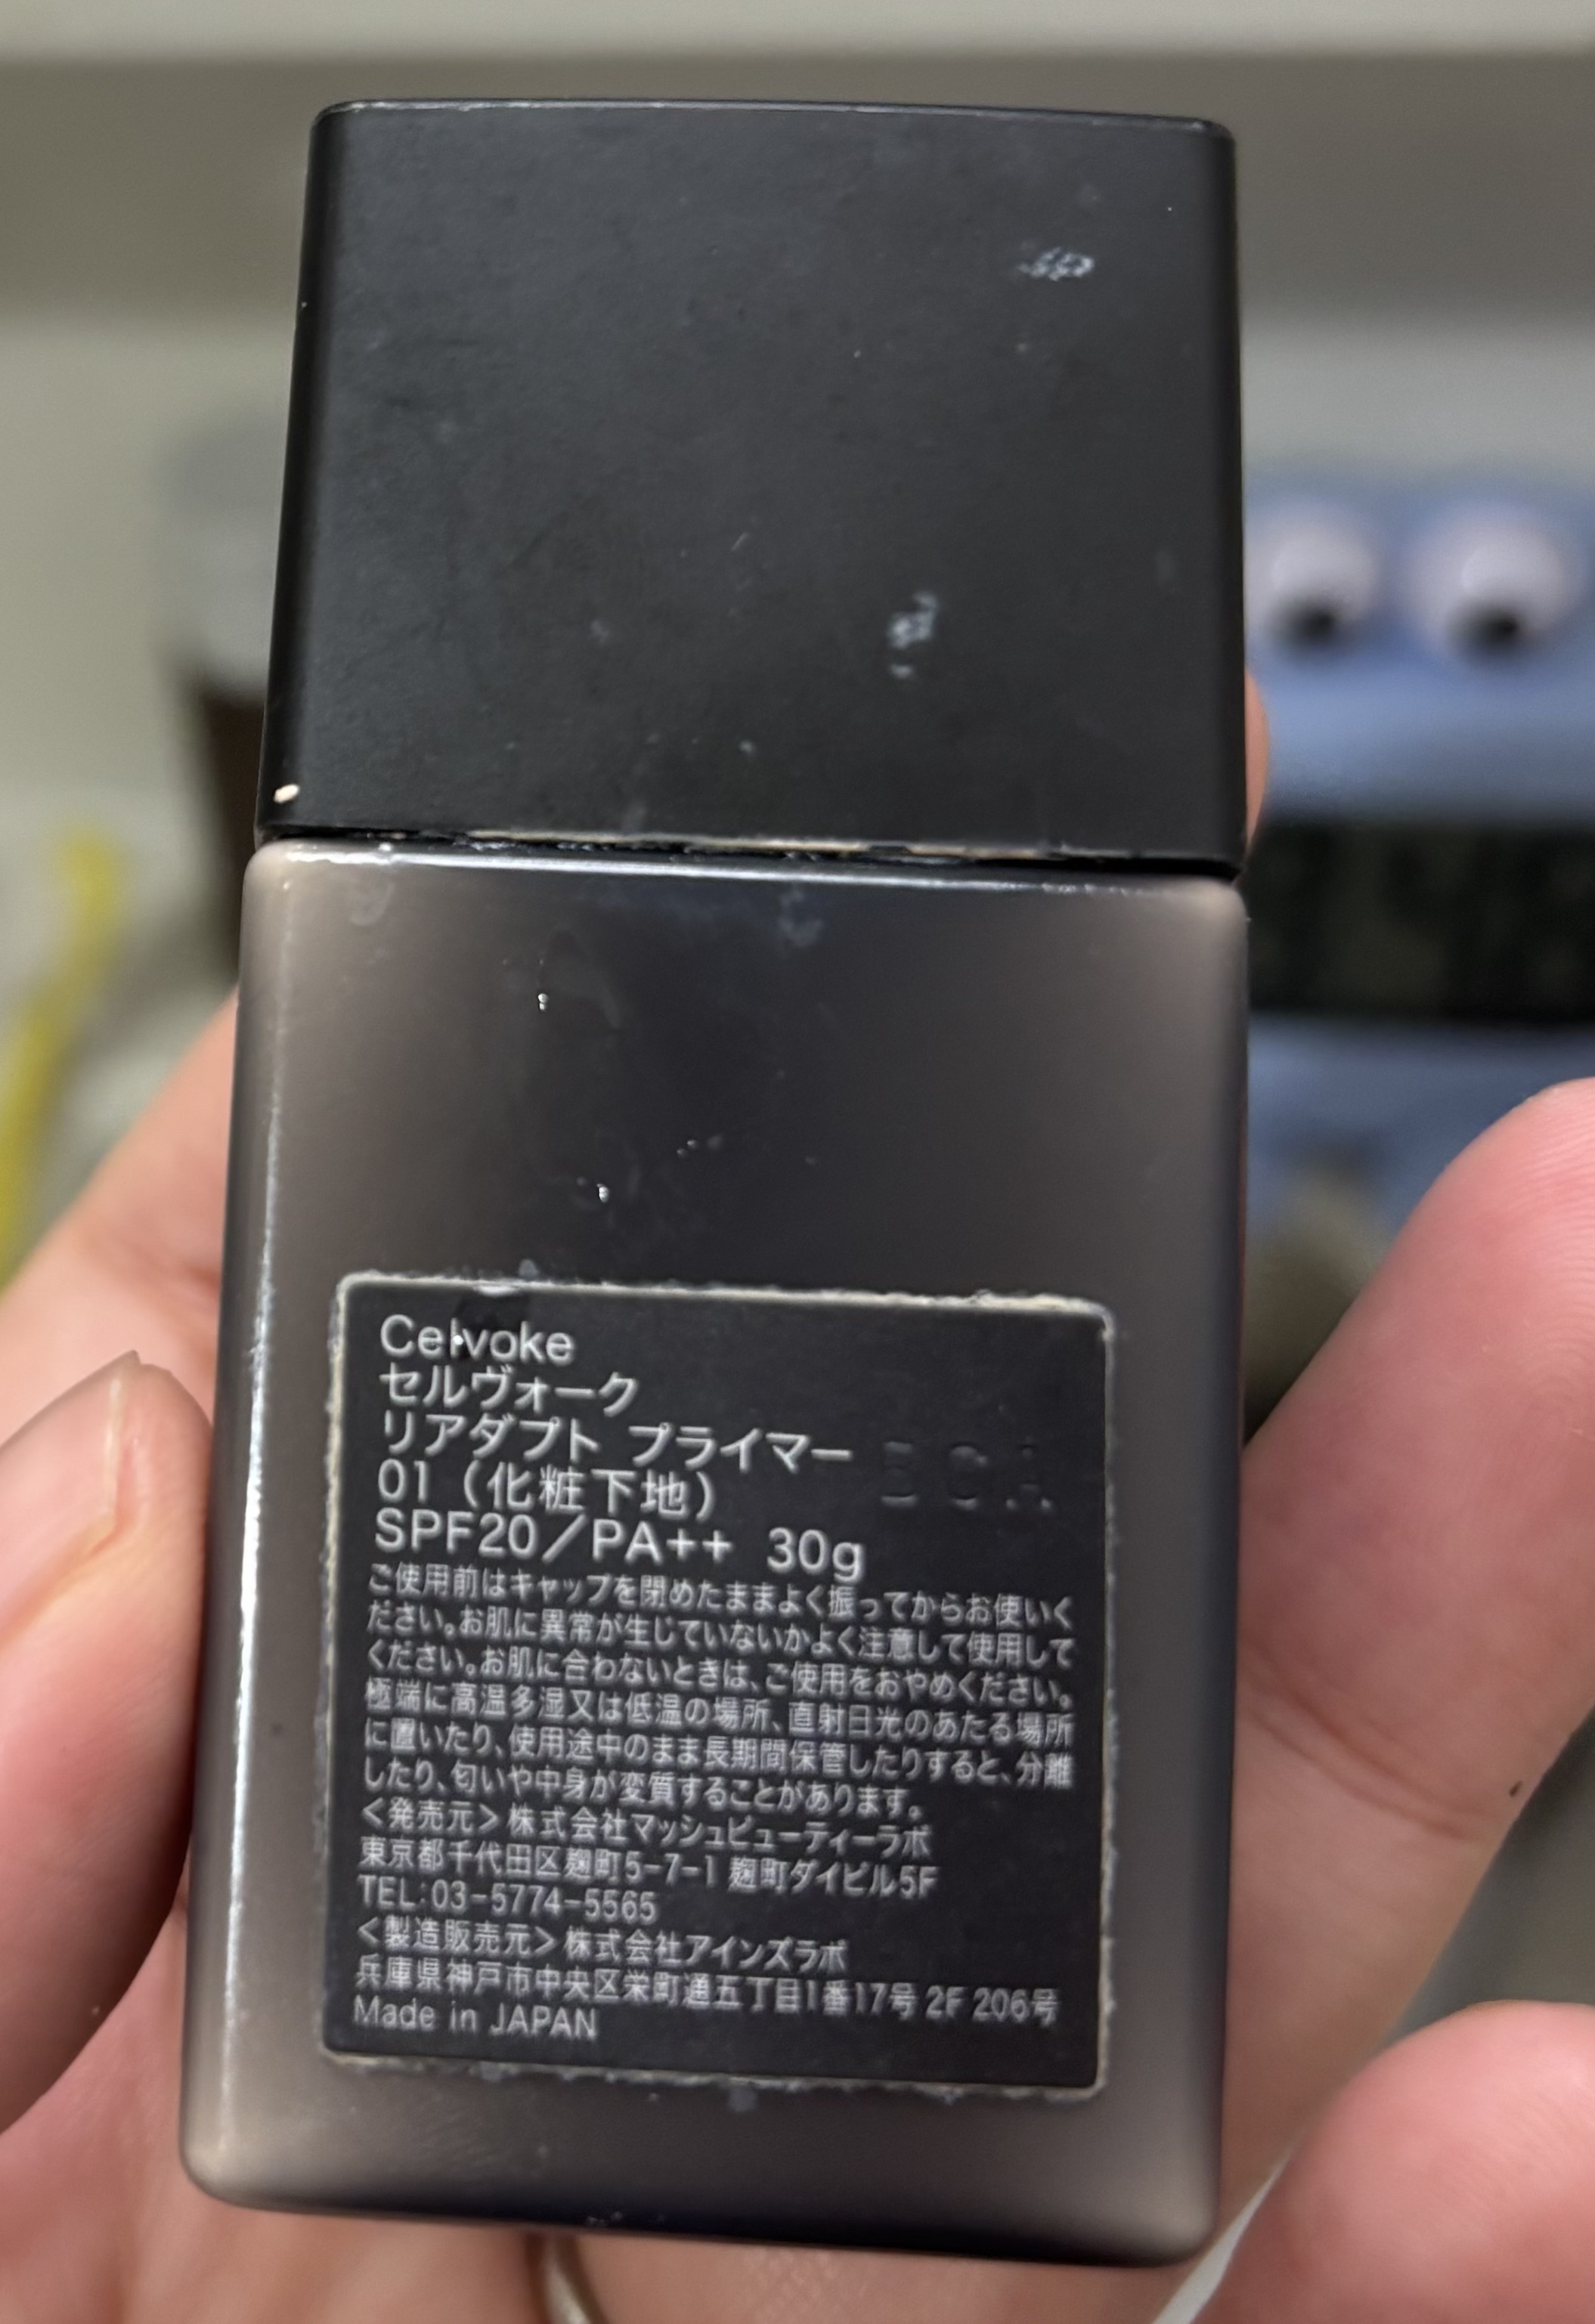 Celvoke
セルヴォーク
リアダプト プライマー
01（化粧下地）
BCA
SPF20／PA++ 30g
ご使用前はキャップを閉めたままよく振ってからお使いく
ださい。お肌に異常が生じていないかよく注意して使用して
ください。お肌に合わないときは、ご使用をおやめください。
極端に高温多湿又は低温の場所、直射日光のあたる場所
に置いたり、使用途中のまま長期間保管したりすると、分離
したり、匂いや中身が変質することがあります。
＜発売元＞株式会社マッシュビューティーラボ
東京都千代田区麹町5-7-1 麹町ダイビル5F
TEL:03-5774-5565
＜製造販売元＞株式会社アインズラボ
兵庫県神戸市中央区栄町通五丁目1番17号 2F 206号
Made in JAPAN